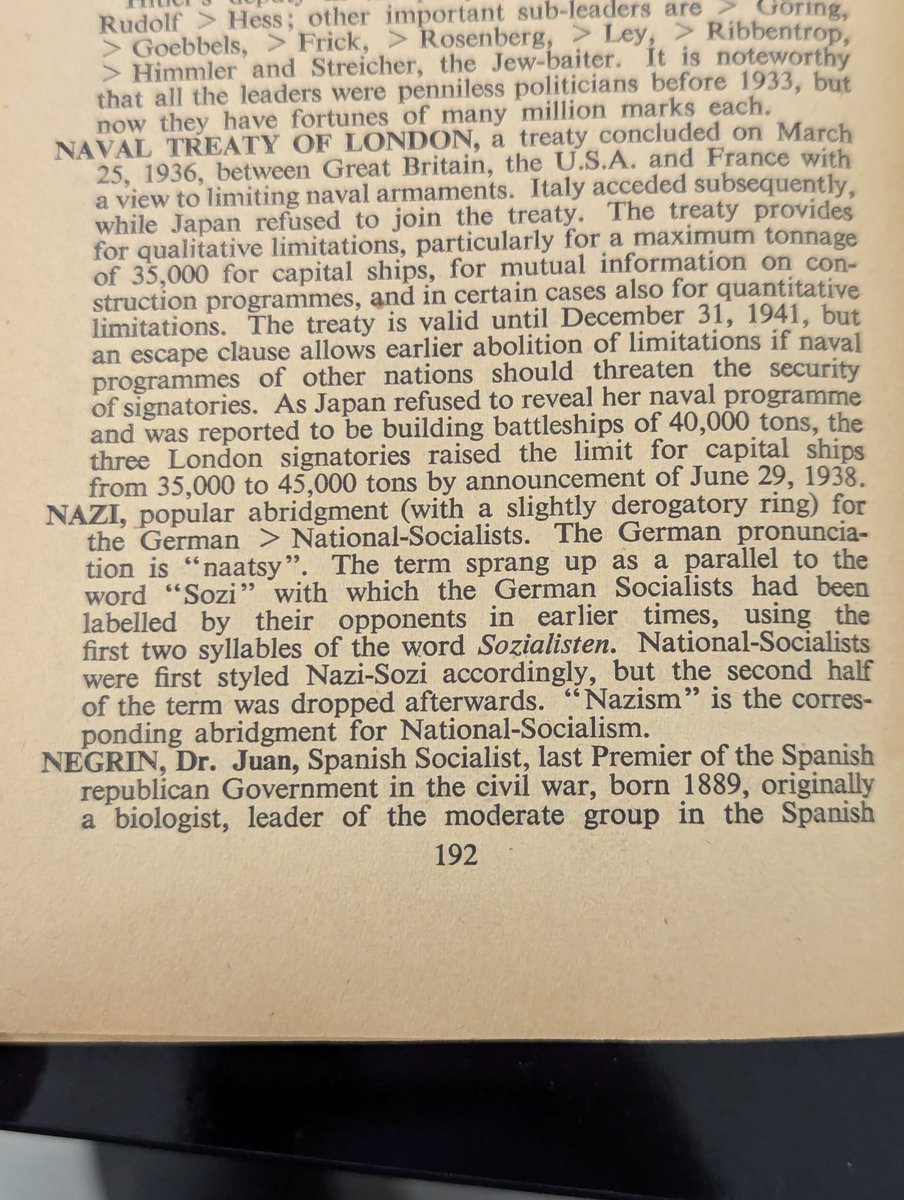 Hitler's deputy in
Rudolf > Hess; other important sub-leaders are > Göring,
> Goebbels, > Frick, > Rosenberg, > Ley, > Ribbentrop,
> Himmler and Streicher, the Jew-baiter. It is noteworthy
that all the leaders were penniless politicians before 1933, but
now they have fortunes of many million marks each.
NAVAL TREATY OF LONDON, a treaty concluded on March
25, 1936, between Great Britain, the U.S.A. and France with
a view to limiting naval armaments. Italy acceded subsequently,
while Japan refused to join the treaty. The treaty provides
for qualitative limitations, particularly for a maximum tonnage
of 35,000 for capital ships, for mutual information on con-
struction programmes, and in certain cases also for quantitative
limitations. The treaty is valid until December 31, 1941, but
an escape clause allows earlier abolition of limitations if naval
programmes of other nations should threaten the security
of signatories. As Japan refused to reveal her naval programme
and was reported to be building battleships of 40,000 tons, the
three London signatories raised the limit for capital ships
from 35,000 to 45,000 tons by announcement of June 29, 1938.
NAZI, popular abridgment (with a slightly derogatory ring) for
the German > National-Socialists. The German pronuncia-
tion is "naatsy". The term sprang up as a parallel to the
word "Sozi" with which the German Socialists had been
labelled by their opponents in earlier times, using the
first two syllables of the word Sozialisten. National-Socialists
were first styled Nazi-Sozi accordingly, but the second half
of the term was dropped afterwards. "Nazism" is the corres-
ponding abridgment for National-Socialism.
NEGRIN, Dr. Juan, Spanish Socialist, last Premier of the Spanish
republican Government in the civil war, born 1889, originally
a biologist, leader of the moderate group in the Spanish
192